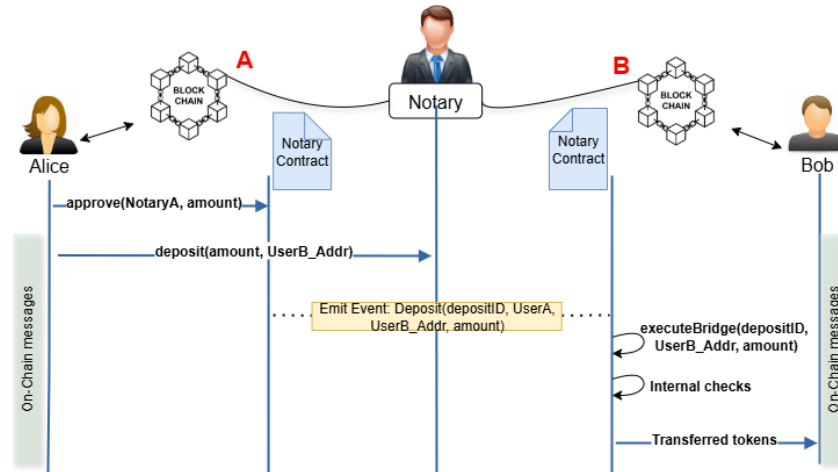 A
B
BLOCK
CHAIN
BLOCK
CHAIN
Notary
Alice
Notary
Contract
Notary
Contract
Bob
approve(NotaryA, amount)
deposit(amount, UserB_Addr)
Emit Event: Deposit(depositID, UserA,
UserB_Addr, amount)
executeBridge(depositID,
UserB_Addr, amount)
Internal checks
Transferred tokens
On-Chain messages
On-Chain messages